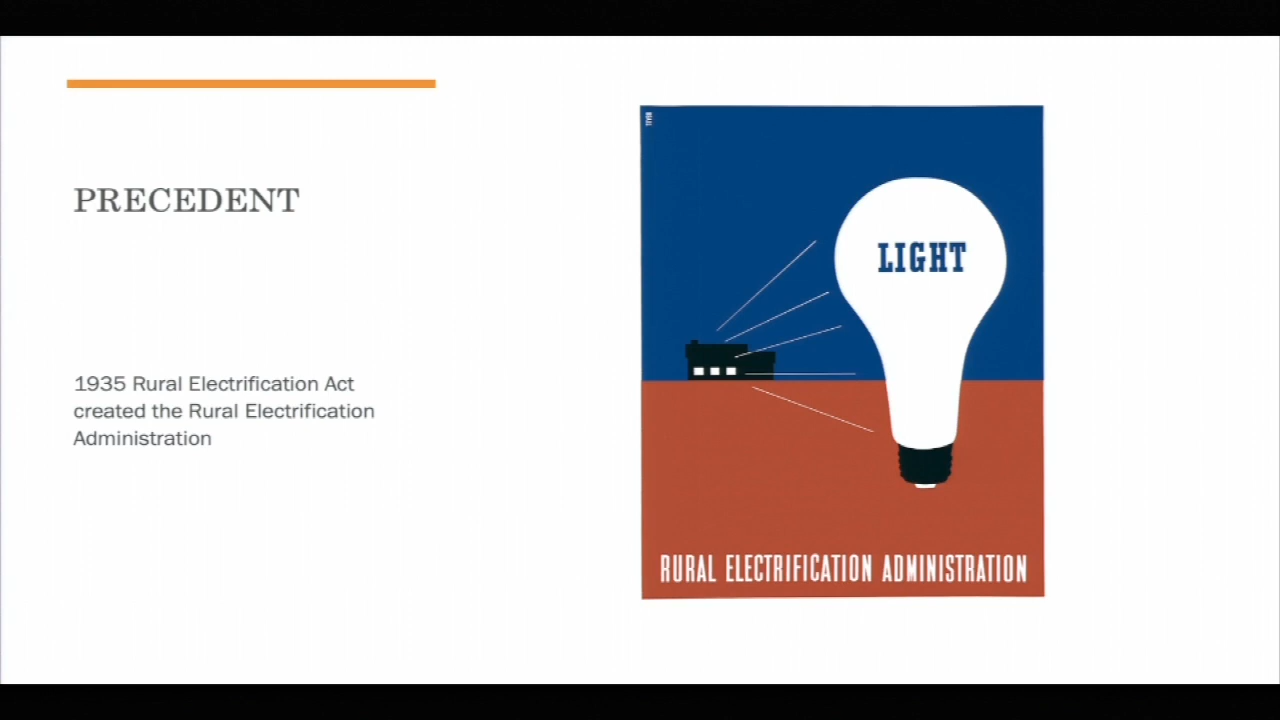 PRECEDENT
1935 Rural Electrification Act
created the Rural Electrification
Administration
LIGHT
RURAL ELECTRIFICATION ADMINISTRATION